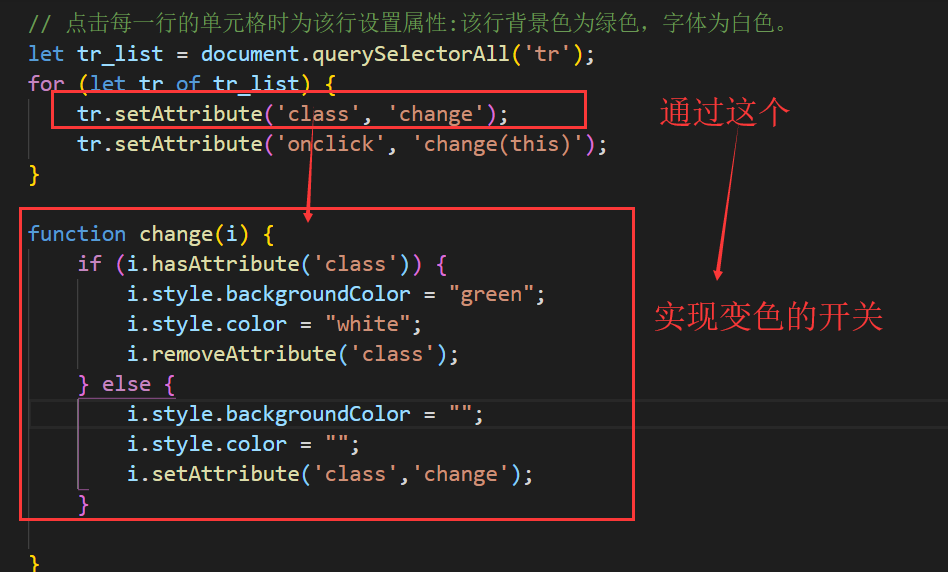 // 点击每一行的单元格时为该行设置属性:该行背景色为绿色，字体为白色。
let tr_list = document.querySelectorAll('tr');
for (let tr of tr_list) {
tr.setAttribute('class', 'change');
通过这个
tr.setAttribute('onclick', 'change(this)');
}
function change(i) {
if (i.hasAttribute('class')) {
i.style.backgroundColor = "green";
i.style.color = "white";
实现变色的开关
i.removeAttribute('class');
} else {
i.style.backgroundColor = "";
i.style.color = "";
i.setAttribute('class','change');
}
}